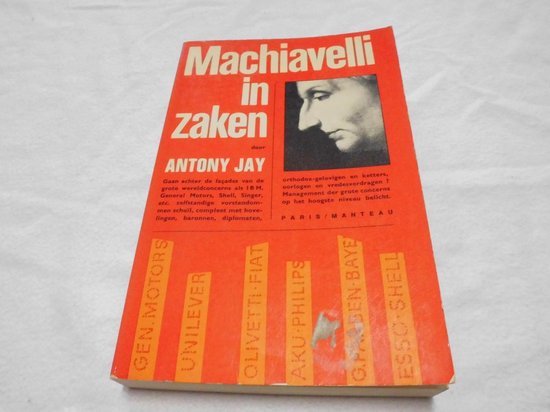 Machiavelli
in
zaken
door
ANTONY JAY
Gaan echter de façades van de
grote wereldconcerns als IBM,
General Motors, Shell, Singer,
etc. zelfstandige vorstendom-
men schuil, compleet met hove-
lingen, baronnen, diplomaten,
orthodox-gelovigen en ketters,
oorlogen en vredesverdragen?
Management der grote concerns
op het hoogste niveau belicht.
PARIS/MANTEAU
GEN·MOTORS
UNILEVER
OLIVETTI·FIAT
AKU·PHILIPS
BEN·BAYE
ESSO·SHELL